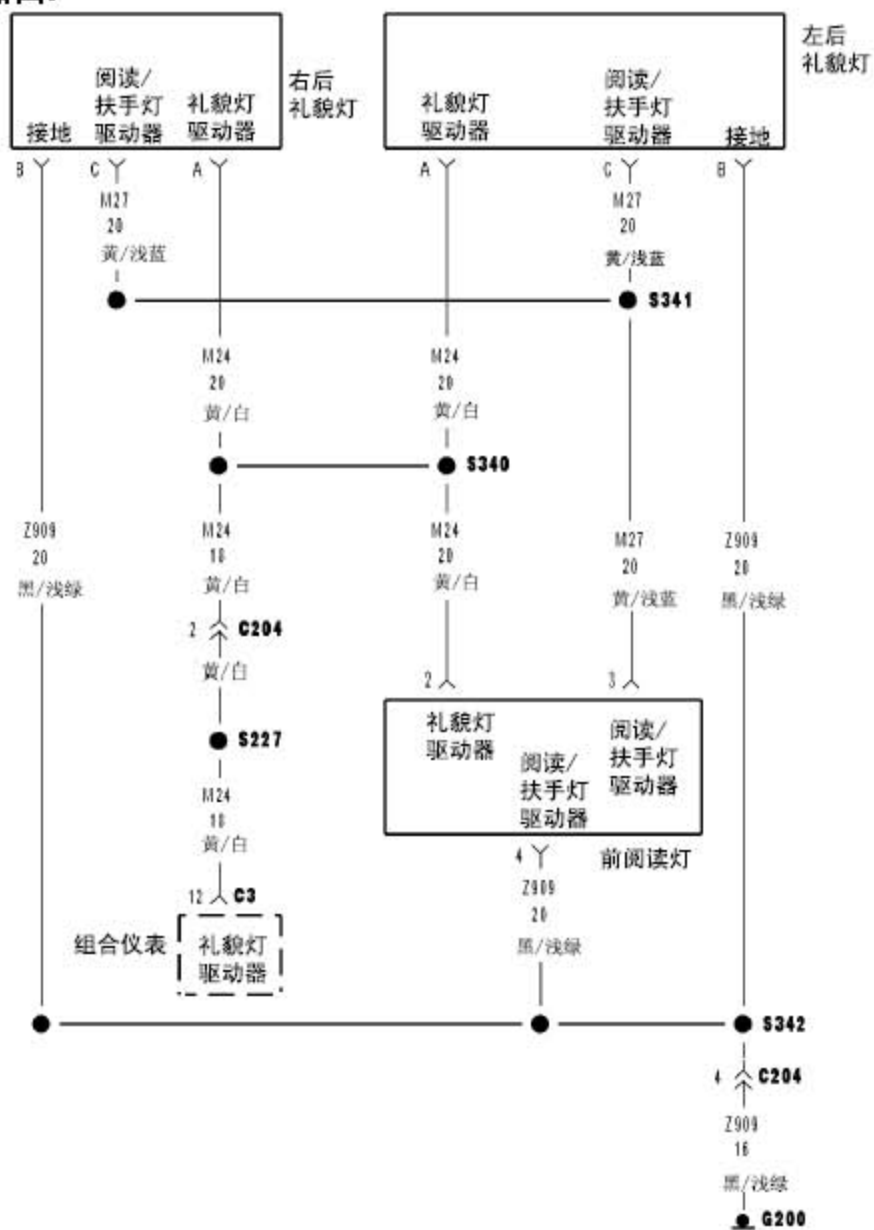 左后
礼貌灯
阅读/
扶手灯
驱动器
礼貌灯
驱动器
接地
右后
礼貌灯
礼貌灯
驱动器
阅读/
扶手灯
驱动器
接地
B
C
A
A
C
B
M27
20
黄/浅蓝
M27
20
黄/浅蓝
S341
M24
20
黄/白
M24
20
黄/白
S340
Z909
20
黑/浅绿
M24
18
黄/白
M24
20
黄/白
M27
20
黄/浅蓝
Z909
20
黑/浅绿
2
C204
黄/白
2
3
S227
礼貌灯
驱动器
阅读/
扶手灯
驱动器
阅读/
扶手灯
驱动器
M24
18
黄/白
4
前阅读灯
12
C3
Z909
20
黑/浅绿
组合仪表
礼貌灯
驱动器
S342
4
C204
Z909
16
黑/浅绿
G200